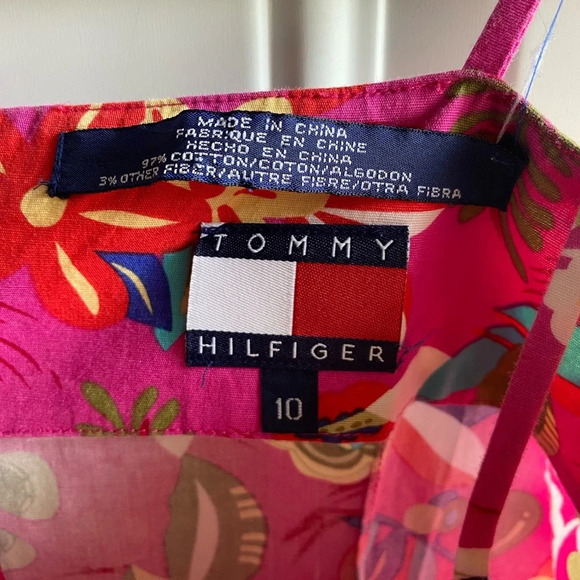 MADE IN CHINA
FABRIQUE EN CHINE
HECHO EN CHINA
97% COTTON/COTON/ALGODON
3% OTHER FIBER/AUTRE FIBRE/OTRA FIBRA
TOMMY
HILFIGER
10